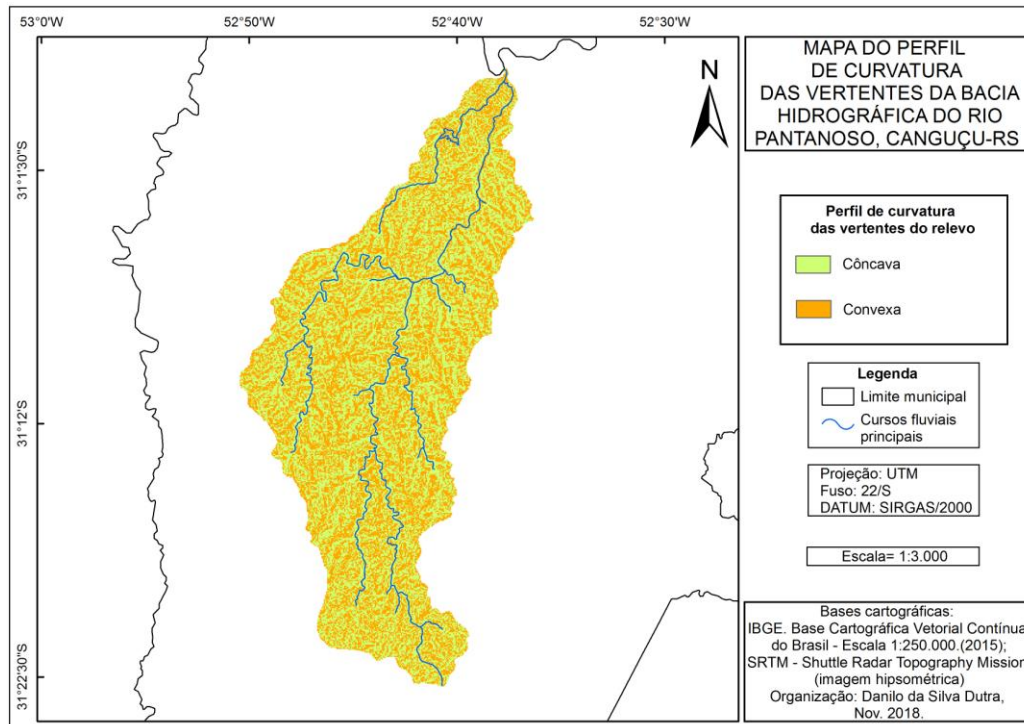 53°0'W
52°50'W
52°40'W
52°30'W
31°1'30"S
31°12'S
31°22'30"S
N
MAPA DO PERFIL
DE CURVATURA
DAS VERTENTES DA BACIA
HIDROGRÁFICA DO RIO
PANTANOSO, CANGUÇU-RS
Perfil de curvatura
das vertentes do relevo
Côncava
Convexa
Legenda
Limite municipal
Cursos fluviais
principais
Projeção: UTM
Fuso: 22/S
DATUM: SIRGAS/2000
Escala= 1:3.000
Bases cartográficas:
IBGE. Base Cartográfica Vetorial Contínua
do Brasil - Escala 1:250.000.(2015);
SRTM - Shuttle Radar Topography Mission
(imagem hipsométrica)
Organização: Danilo da Silva Dutra,
Nov. 2018.